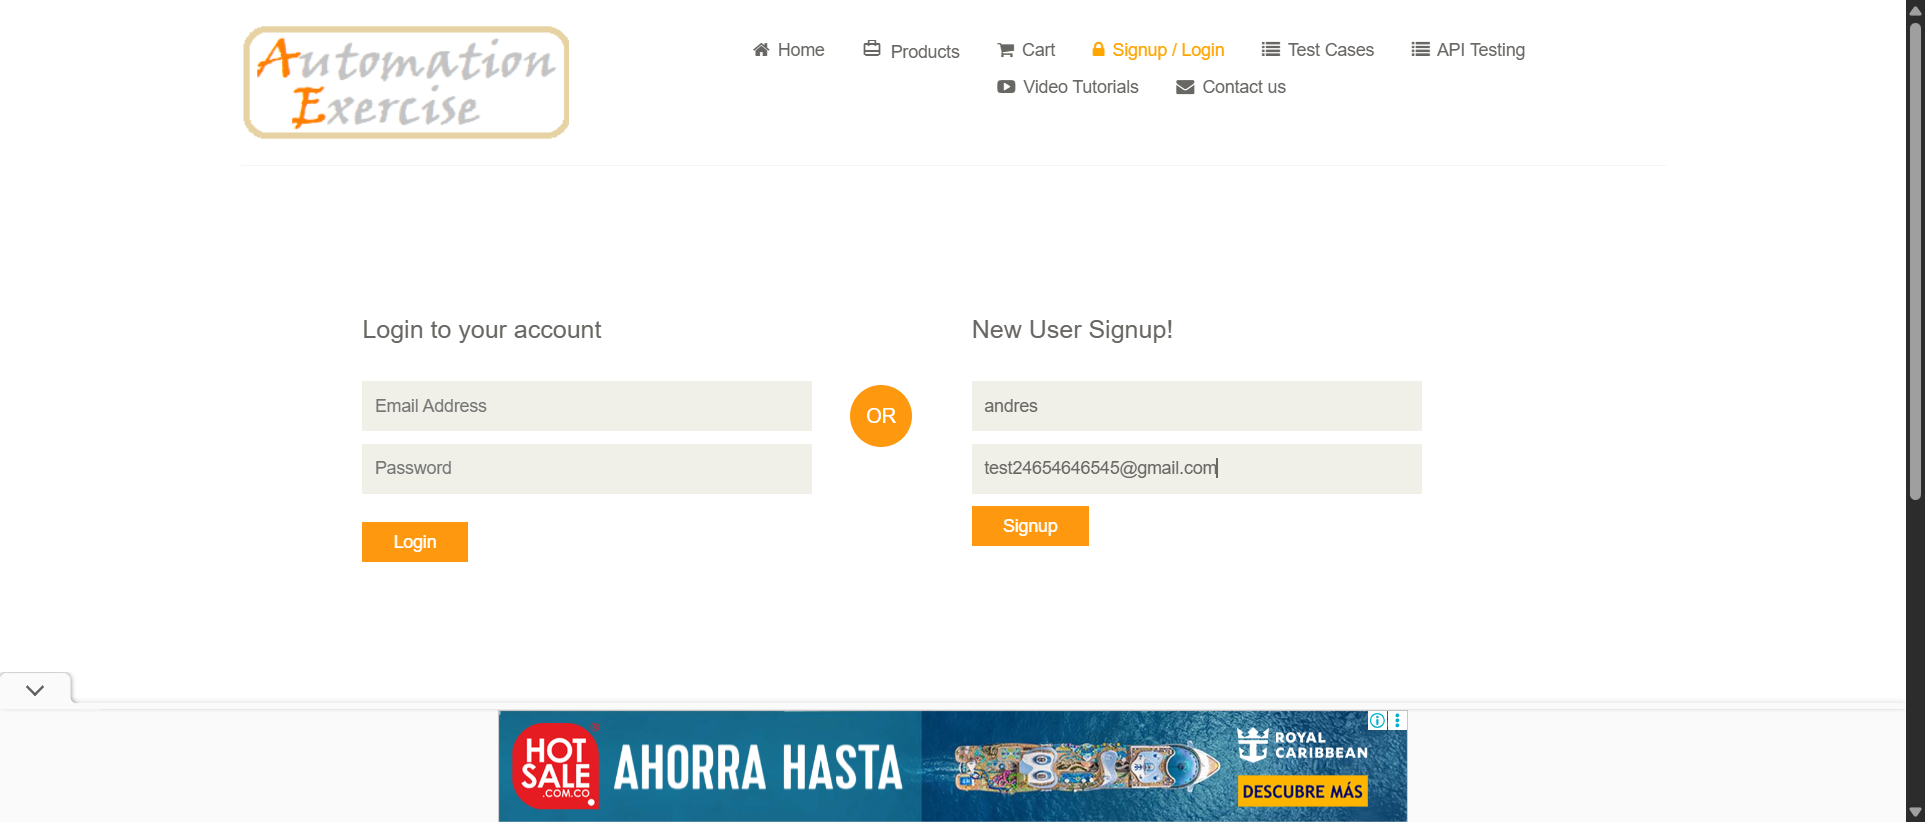 Automation
Exercise
Home
Products
Cart
Signup / Login
Test Cases
API Testing
Video Tutorials
Contact us
Login to your account
Email Address
Password
Login
OR
New User Signup!
andres
test24654646545@gmail.com
Signup
HOT
SALE
.COM.CO
AHORRA HASTA
ROYAL
CARIBBEAN
DESCUBRE MÁS